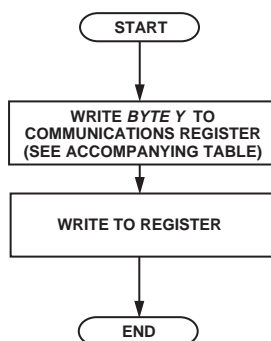 START
WRITE BYTE Y TO
COMMUNICATIONS REGISTER
(SEE ACCOMPANYING TABLE)
WRITE TO REGISTER
END